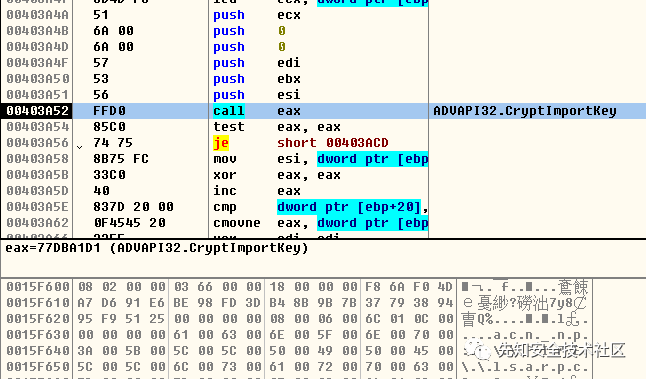 00403A4A 51 push ecx
00403A4B 6A 00 push 0
00403A4D 6A 00 push 0
00403A4F 57 push edi
00403A50 53 push ebx
00403A51 56 push esi
00403A52 FFD0 call eax ADVAPI32.CryptImportKey
00403A54 85C0 test eax, eax
00403A56 74 75 je short 00403ACD
00403A58 8B75 FC mov esi, dword ptr [ebp
00403A5B 33C0 xor eax, eax
00403A5D 40 inc eax
00403A5E 837D 20 00 cmp dword ptr [ebp+20],
00403A62 0F4545 20 cmovne eax, dword ptr [ebp
eax=77DBA1D1 (ADVAPI32.CryptImportKey)
0015F600 08 02 00 00 03 66 00 00 18 00 00 00 F8 6A F0 4D
0015F610 A7 D6 91 E6 BE 98 FD 3D B4 8B 9B 7B 37 79 38 94
0015F620 95 F9 51 25 00 00 00 00 08 00 06 00 6C 01 0C 00
0015F630 00 00 00 00 61 00 63 00 6E 00 5F 00 6E 00 70 00 ....a.c.n._.n.p.
0015F640 3A 00 5B 00 5C 00 5C 00 50 00 49 00 50 00 45 00
0015F650 5C 00 5C 00 6C 00 73 00 61 00 72 00 70 00 63 00 \.\.l.s.a.r.p.c.
先知安全技术社区